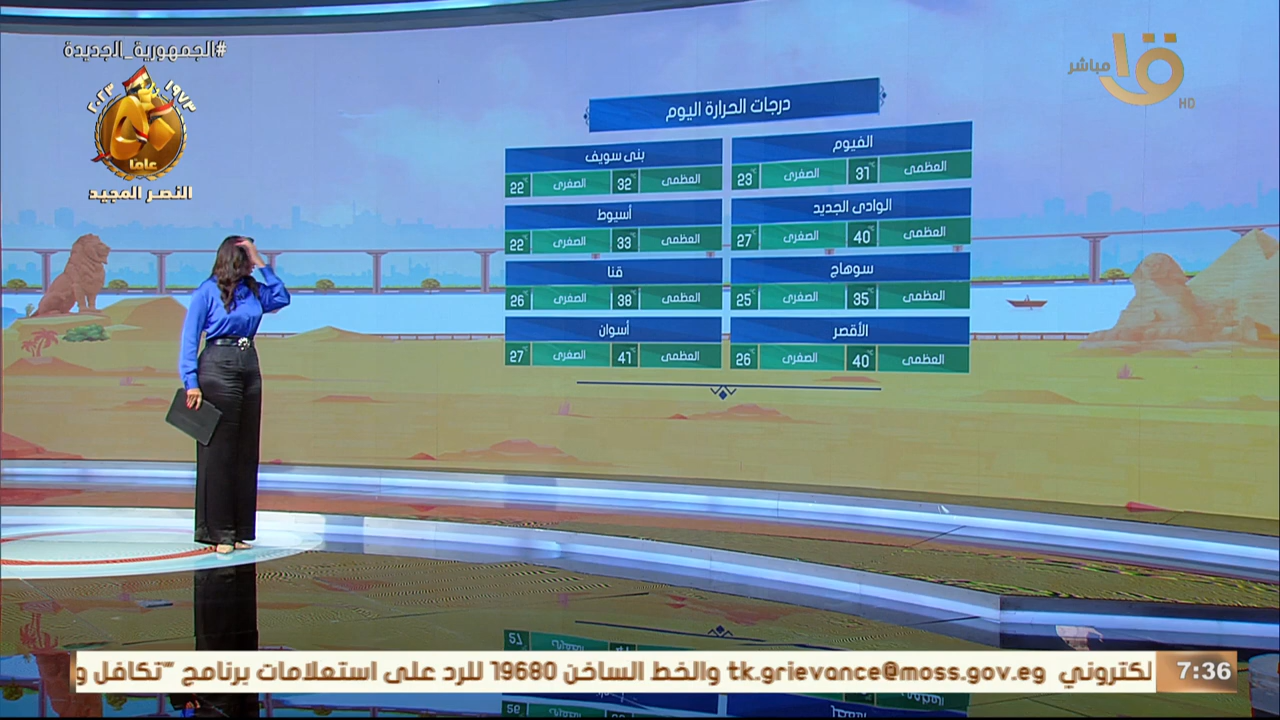 #الجمهورية_الجديدة
١٩٧٣ ٢٠٢٣
٥٠
عامًا
النصر المجيد
مباشر
HD
درجات الحرارة اليوم
الفيوم
العظمى 31°C الصغرى 23°C
بنى سويف
العظمى 32°C الصغرى 22°C
الوادى الجديد
العظمى 40°C الصغرى 27°C
أسيوط
العظمى 33°C الصغرى 22°C
سوهاج
العظمى 35°C الصغرى 25°C
قنا
العظمى 38°C الصغرى 26°C
الأقصر
العظمى 40°C الصغرى 26°C
أسوان
العظمى 41°C الصغرى 27°C
لكتروني tk.grievance@moss.gov.eg والخط الساخن 19680 للرد على استعلامات برنامج "تكافل و
7:36